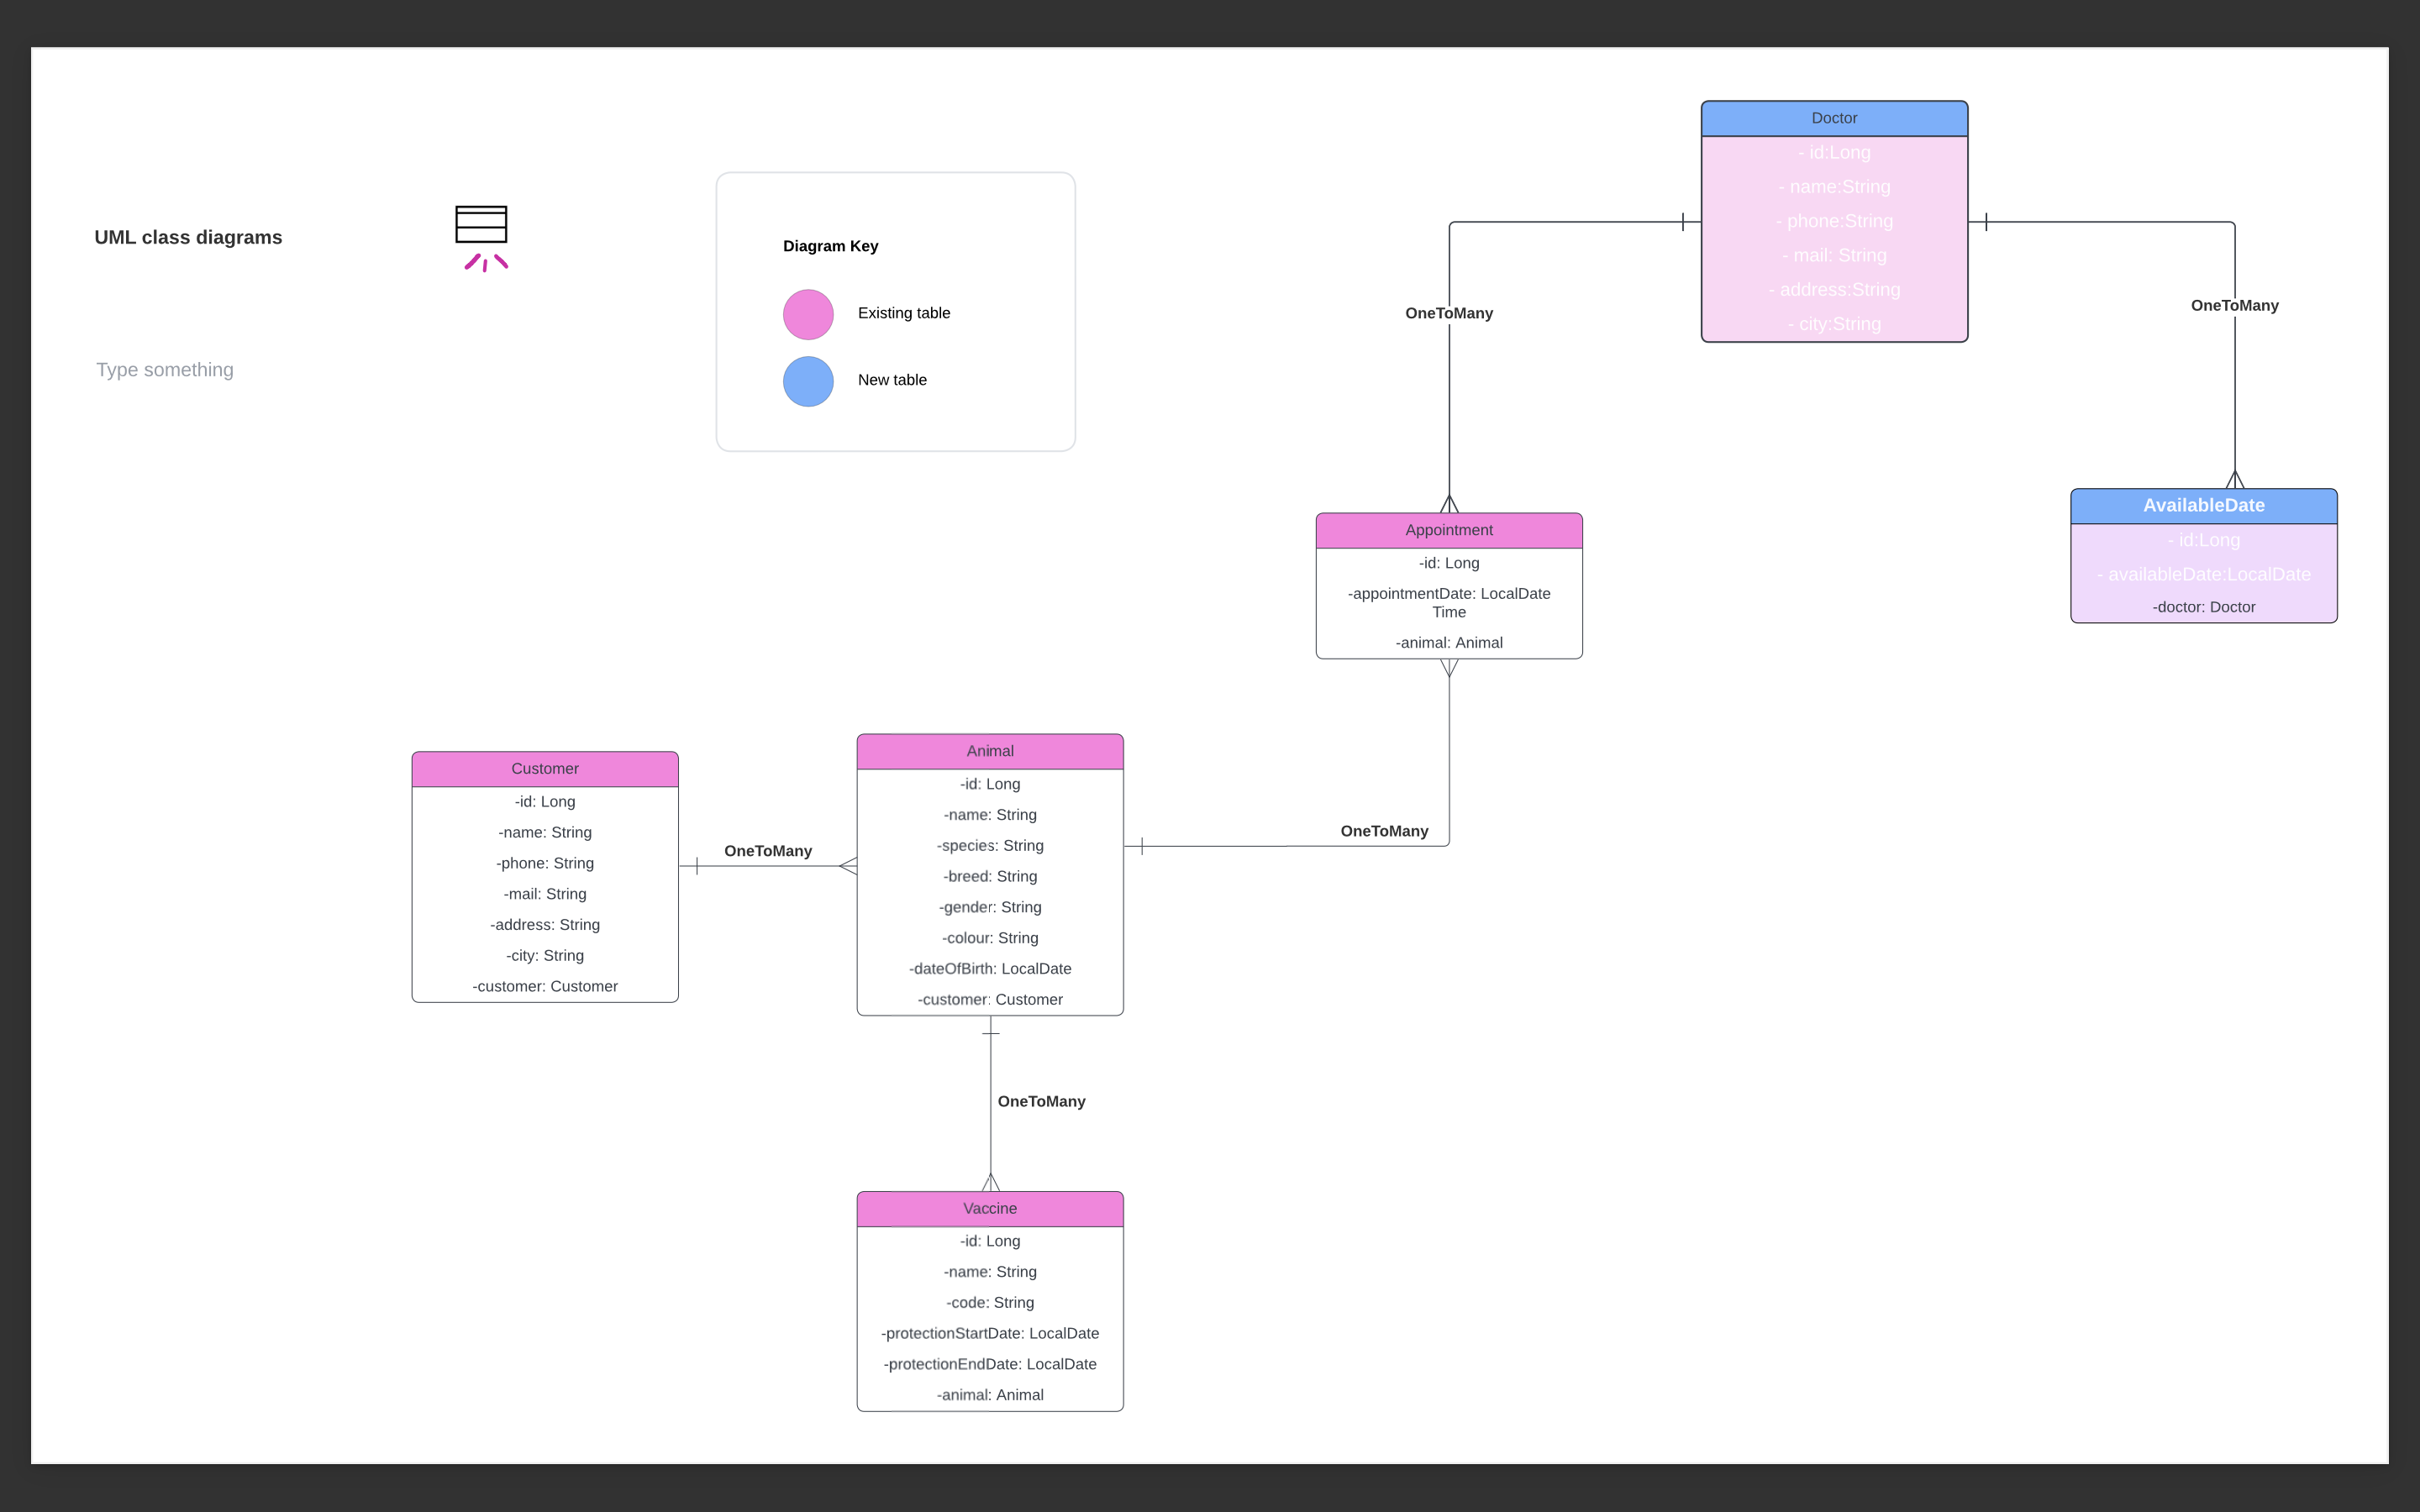 UML class diagrams
Type something
Diagram Key
Existing table
New table
Doctor
- id:Long
- name:String
- phone:String
- mail: String
- address:String
- city:String
OneToMany
OneToMany
AvailableDate
- id:Long
- availableDate:LocalDate
-doctor: Doctor
Appointment
-id: Long
-appointmentDate: LocalDate
Time
-animal: Animal
Customer
-id: Long
-name: String
-phone: String
-mail: String
-address: String
-city: String
-customer: Customer
OneToMany
Animal
-id: Long
-name: String
-species: String
-breed: String
-gender: String
-colour: String
-dateOfBirth: LocalDate
-customer: Customer
OneToMany
OneToMany
Vaccine
-id: Long
-name: String
-code: String
-protectionStartDate: LocalDate
-protectionEndDate: LocalDate
-animal: Animal